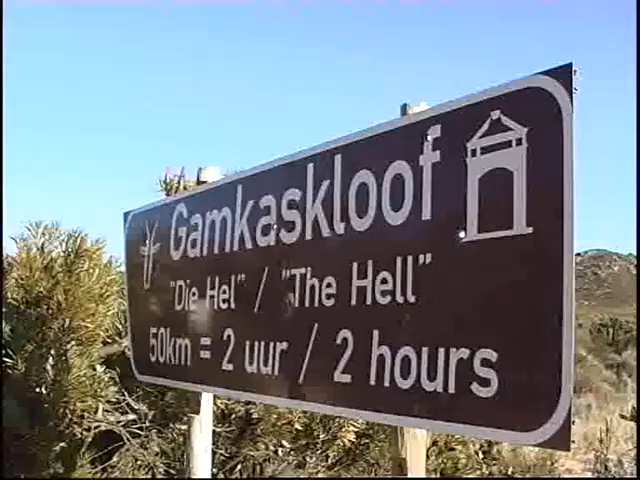 Gamkaskloof
"Die Hel" / "The Hell"
50km = 2 uur / 2 hours